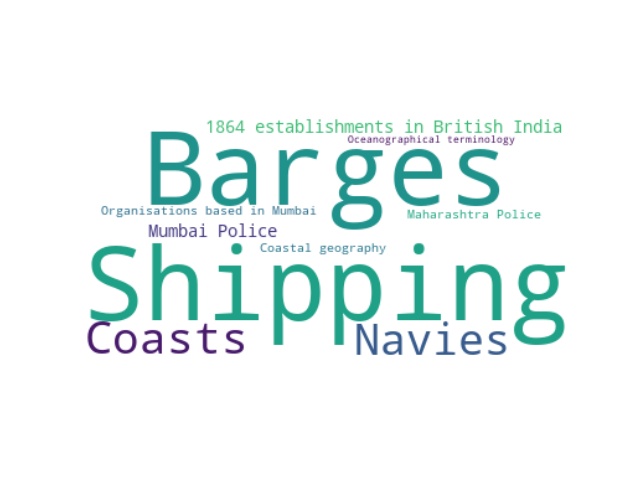 1864 establishments in British India
Oceanographical terminology
Barges
Organisations based in Mumbai
Maharashtra Police
Mumbai Police
Coastal geography
Shipping
Coasts
Navies